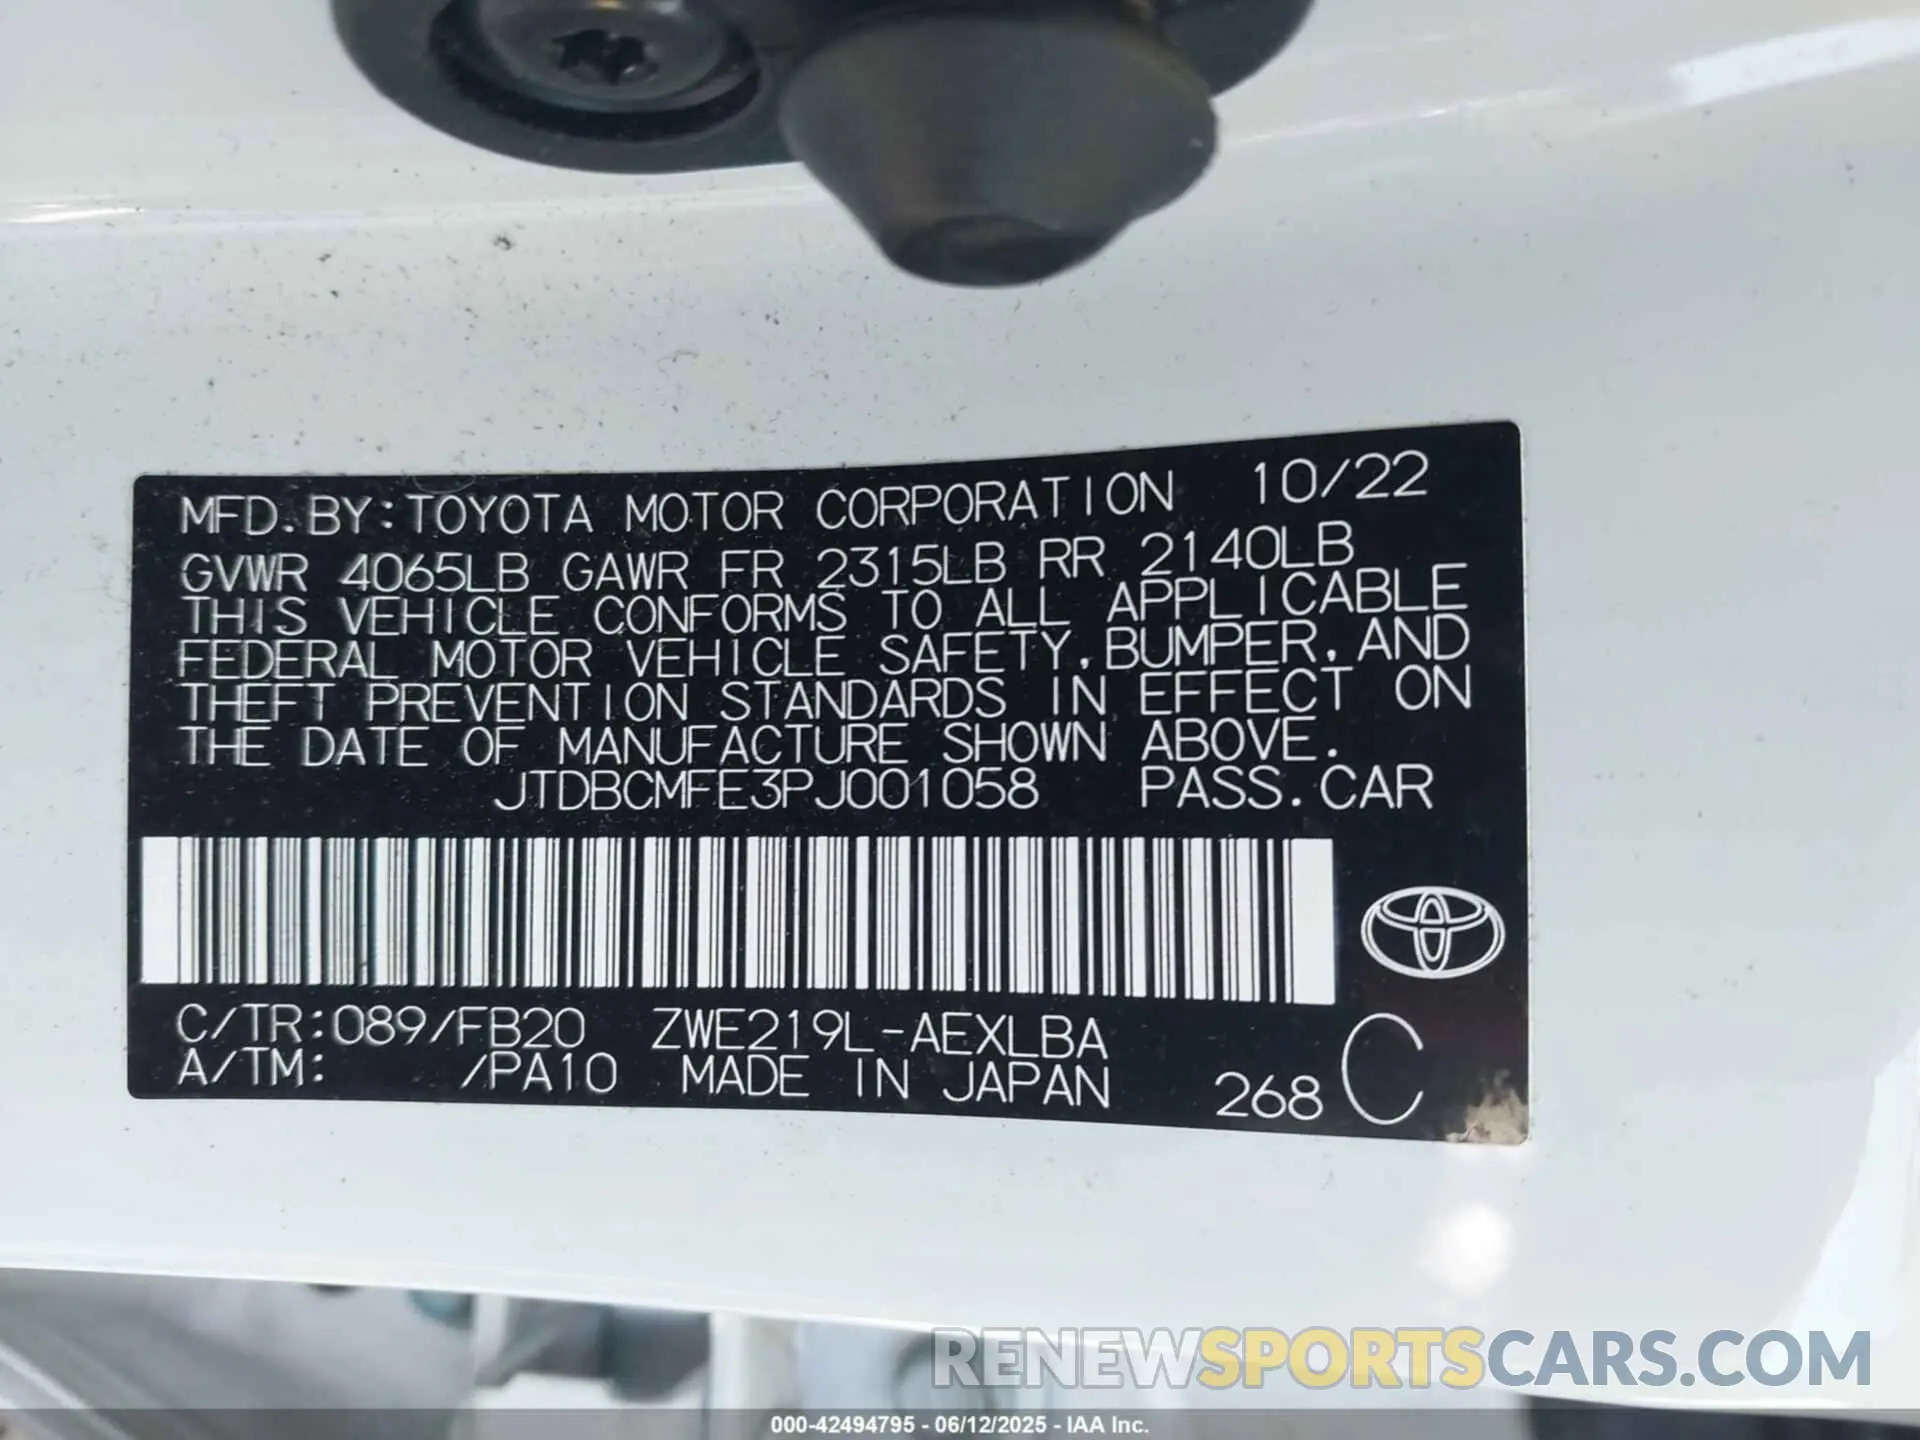 MFD. BY:TOYOTA MOTOR CORPORATION 10/22
GVWR 4065LB GAWR FR 2315LB RR 2140LB
THIS VEHICLE CONFORMS TO ALL APPLICABLE
FEDERAL MOTOR VEHICLE SAFETY, BUMPER, AND
THEFT PREVENTION STANDARDS IN EFFECT ON
THE DATE OF MANUFACTURE SHOWN ABOVE.
JTDBCMFE3PJ001058 PASS. CAR
C/TR:089/FB20 ZWE219L-AEXLBA
A/TM: /PA10 MADE IN JAPAN 268 C
RENEWSPORTSCARS.COM
000-42494795 - 06/12/2025 - IAA Inc.